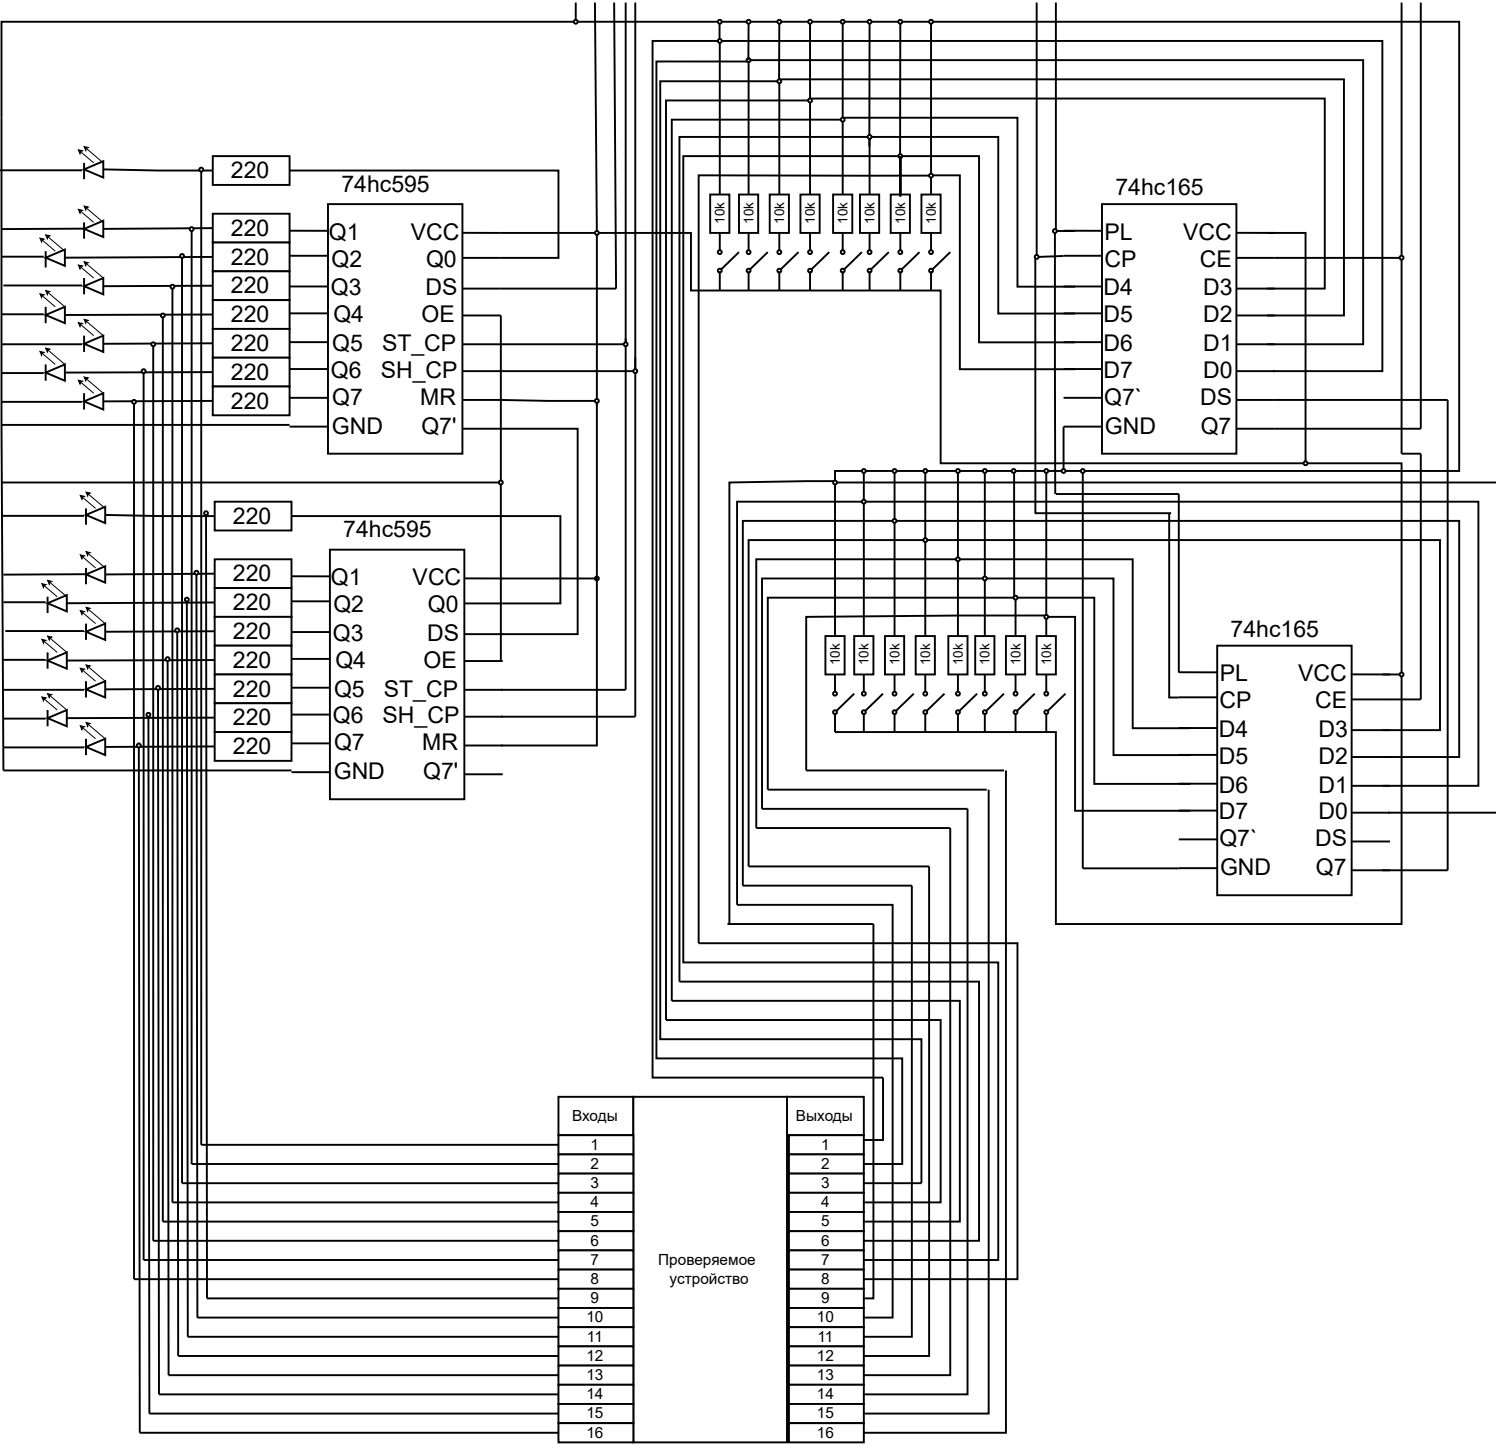 74hc595
220
220
220
220
220
220
220
220
Q1
Q2
Q3
Q4
Q5
Q6
Q7
GND
VCC
Q0
DS
OE
ST_CP
SH_CP
MR
Q7'
74hc595
220
220
220
220
220
220
220
220
Q1
Q2
Q3
Q4
Q5
Q6
Q7
GND
VCC
Q0
DS
OE
ST_CP
SH_CP
MR
Q7'
10k
10k
10k
10k
10k
10k
10k
10k
74hc165
PL
CP
D4
D5
D6
D7
Q7`
GND
VCC
CE
D3
D2
D1
D0
DS
Q7
10k
10k
10k
10k
10k
10k
10k
10k
74hc165
PL
CP
D4
D5
D6
D7
Q7`
GND
VCC
CE
D3
D2
D1
D0
DS
Q7
Входы
1
2
3
4
5
6
7
8
9
10
11
12
13
14
15
16
Проверяемое
устройство
Выходы
1
2
3
4
5
6
7
8
9
10
11
12
13
14
15
16